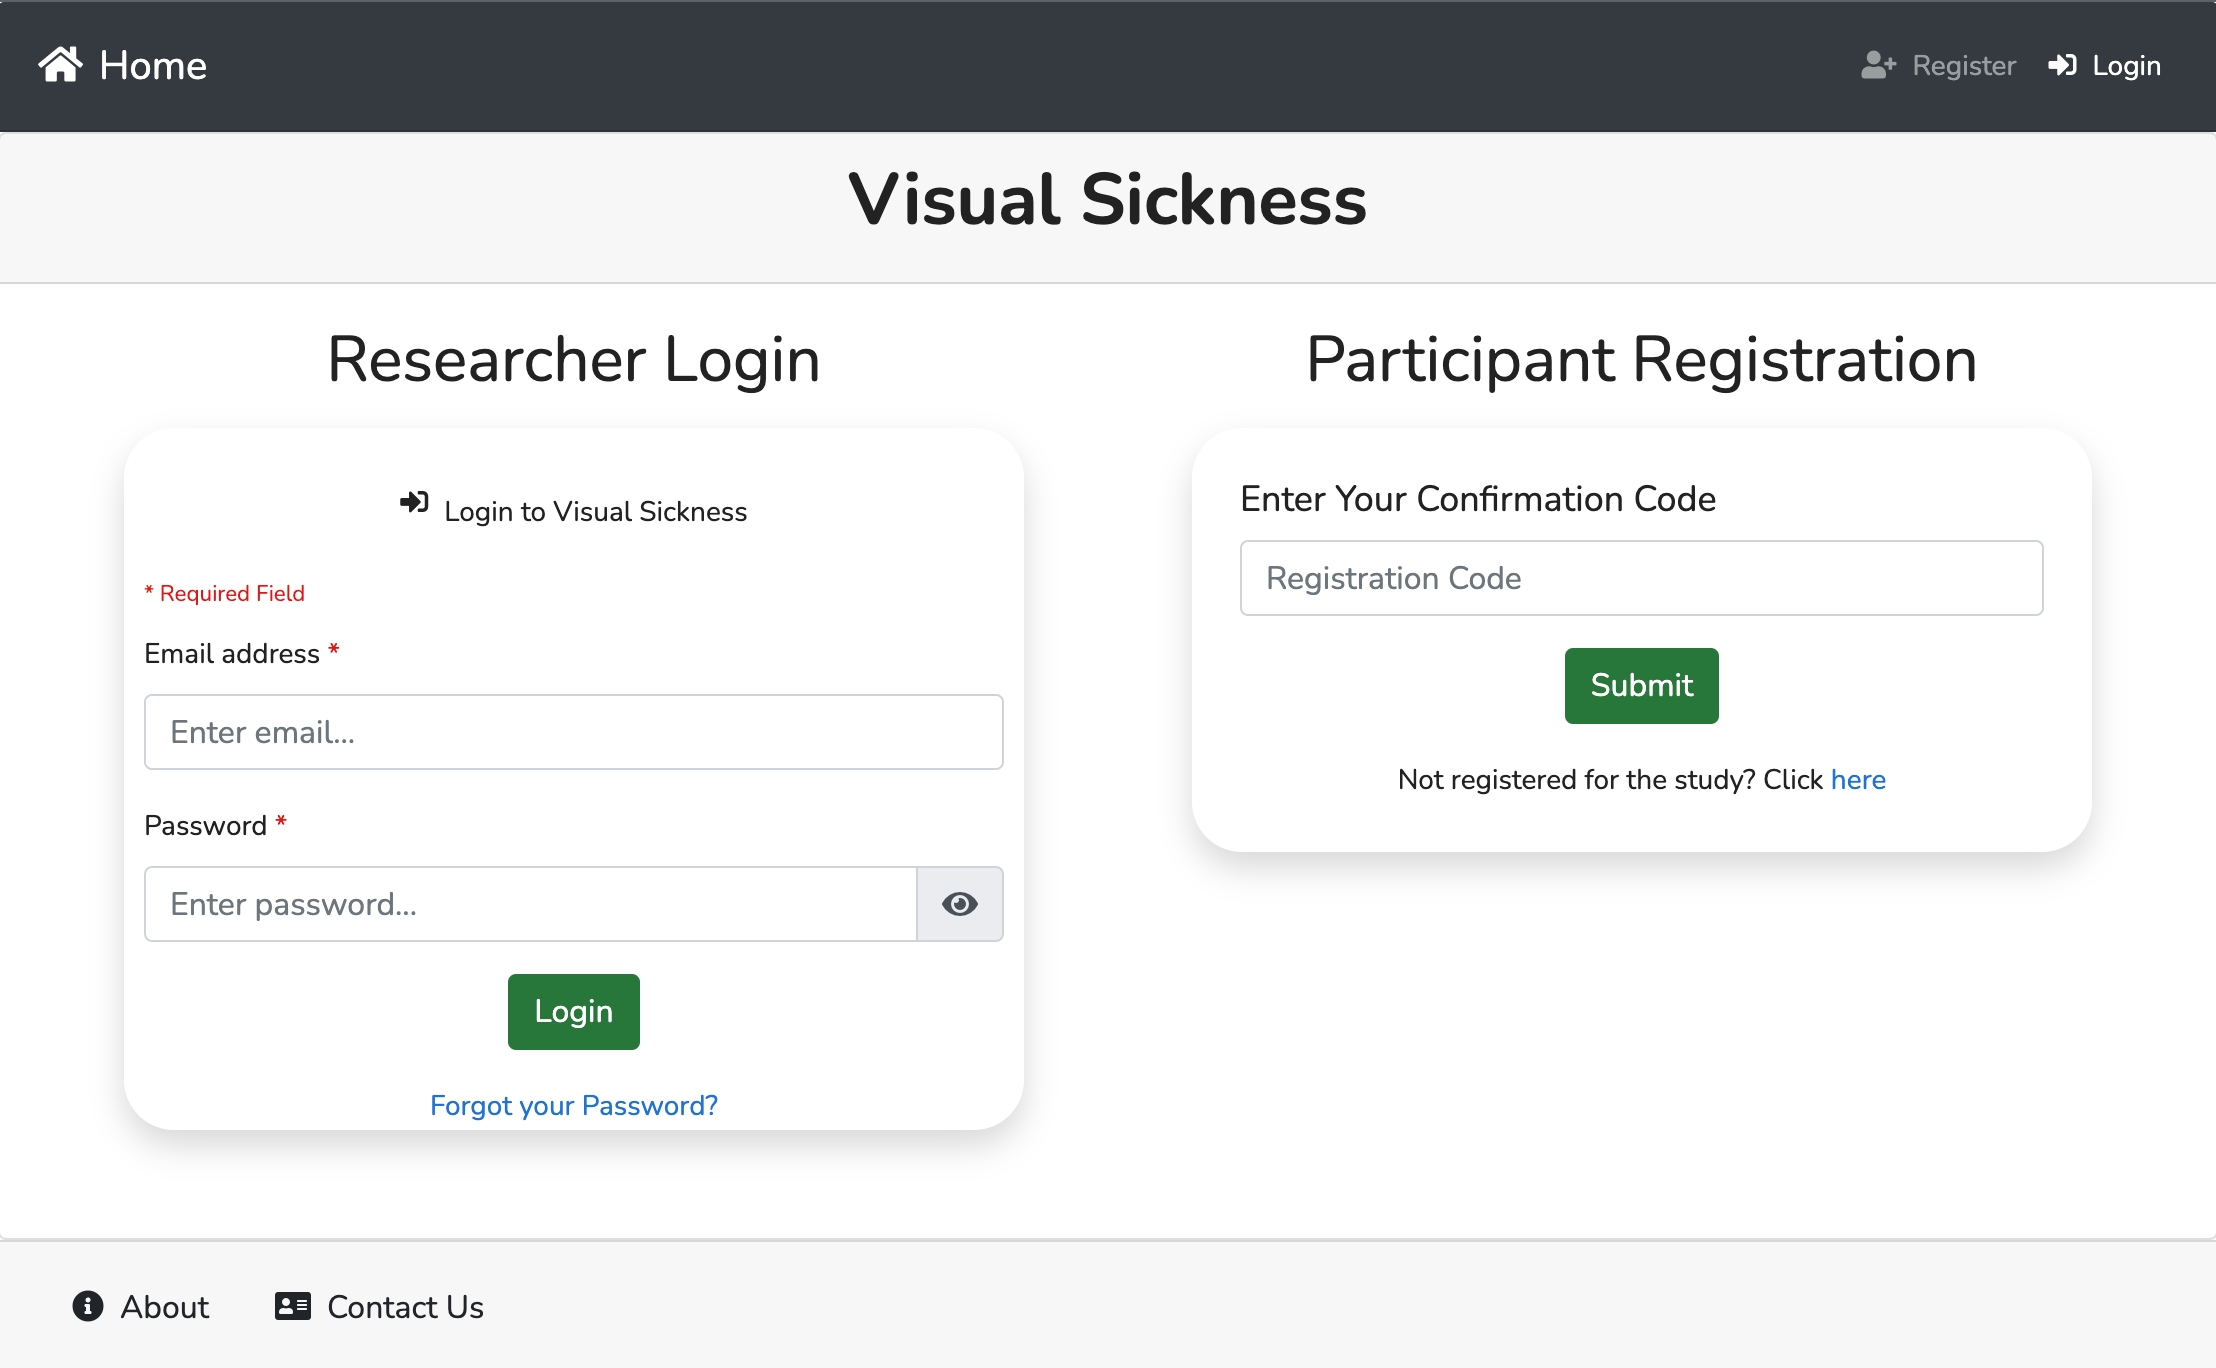 Home
Register
Login
Visual Sickness
Researcher Login
Login to Visual Sickness
* Required Field
Email address *
Enter email...
Password *
Enter password...
Login
Forgot your Password?
Participant Registration
Enter Your Confirmation Code
Registration Code
Submit
Not registered for the study? Click here
About
Contact Us